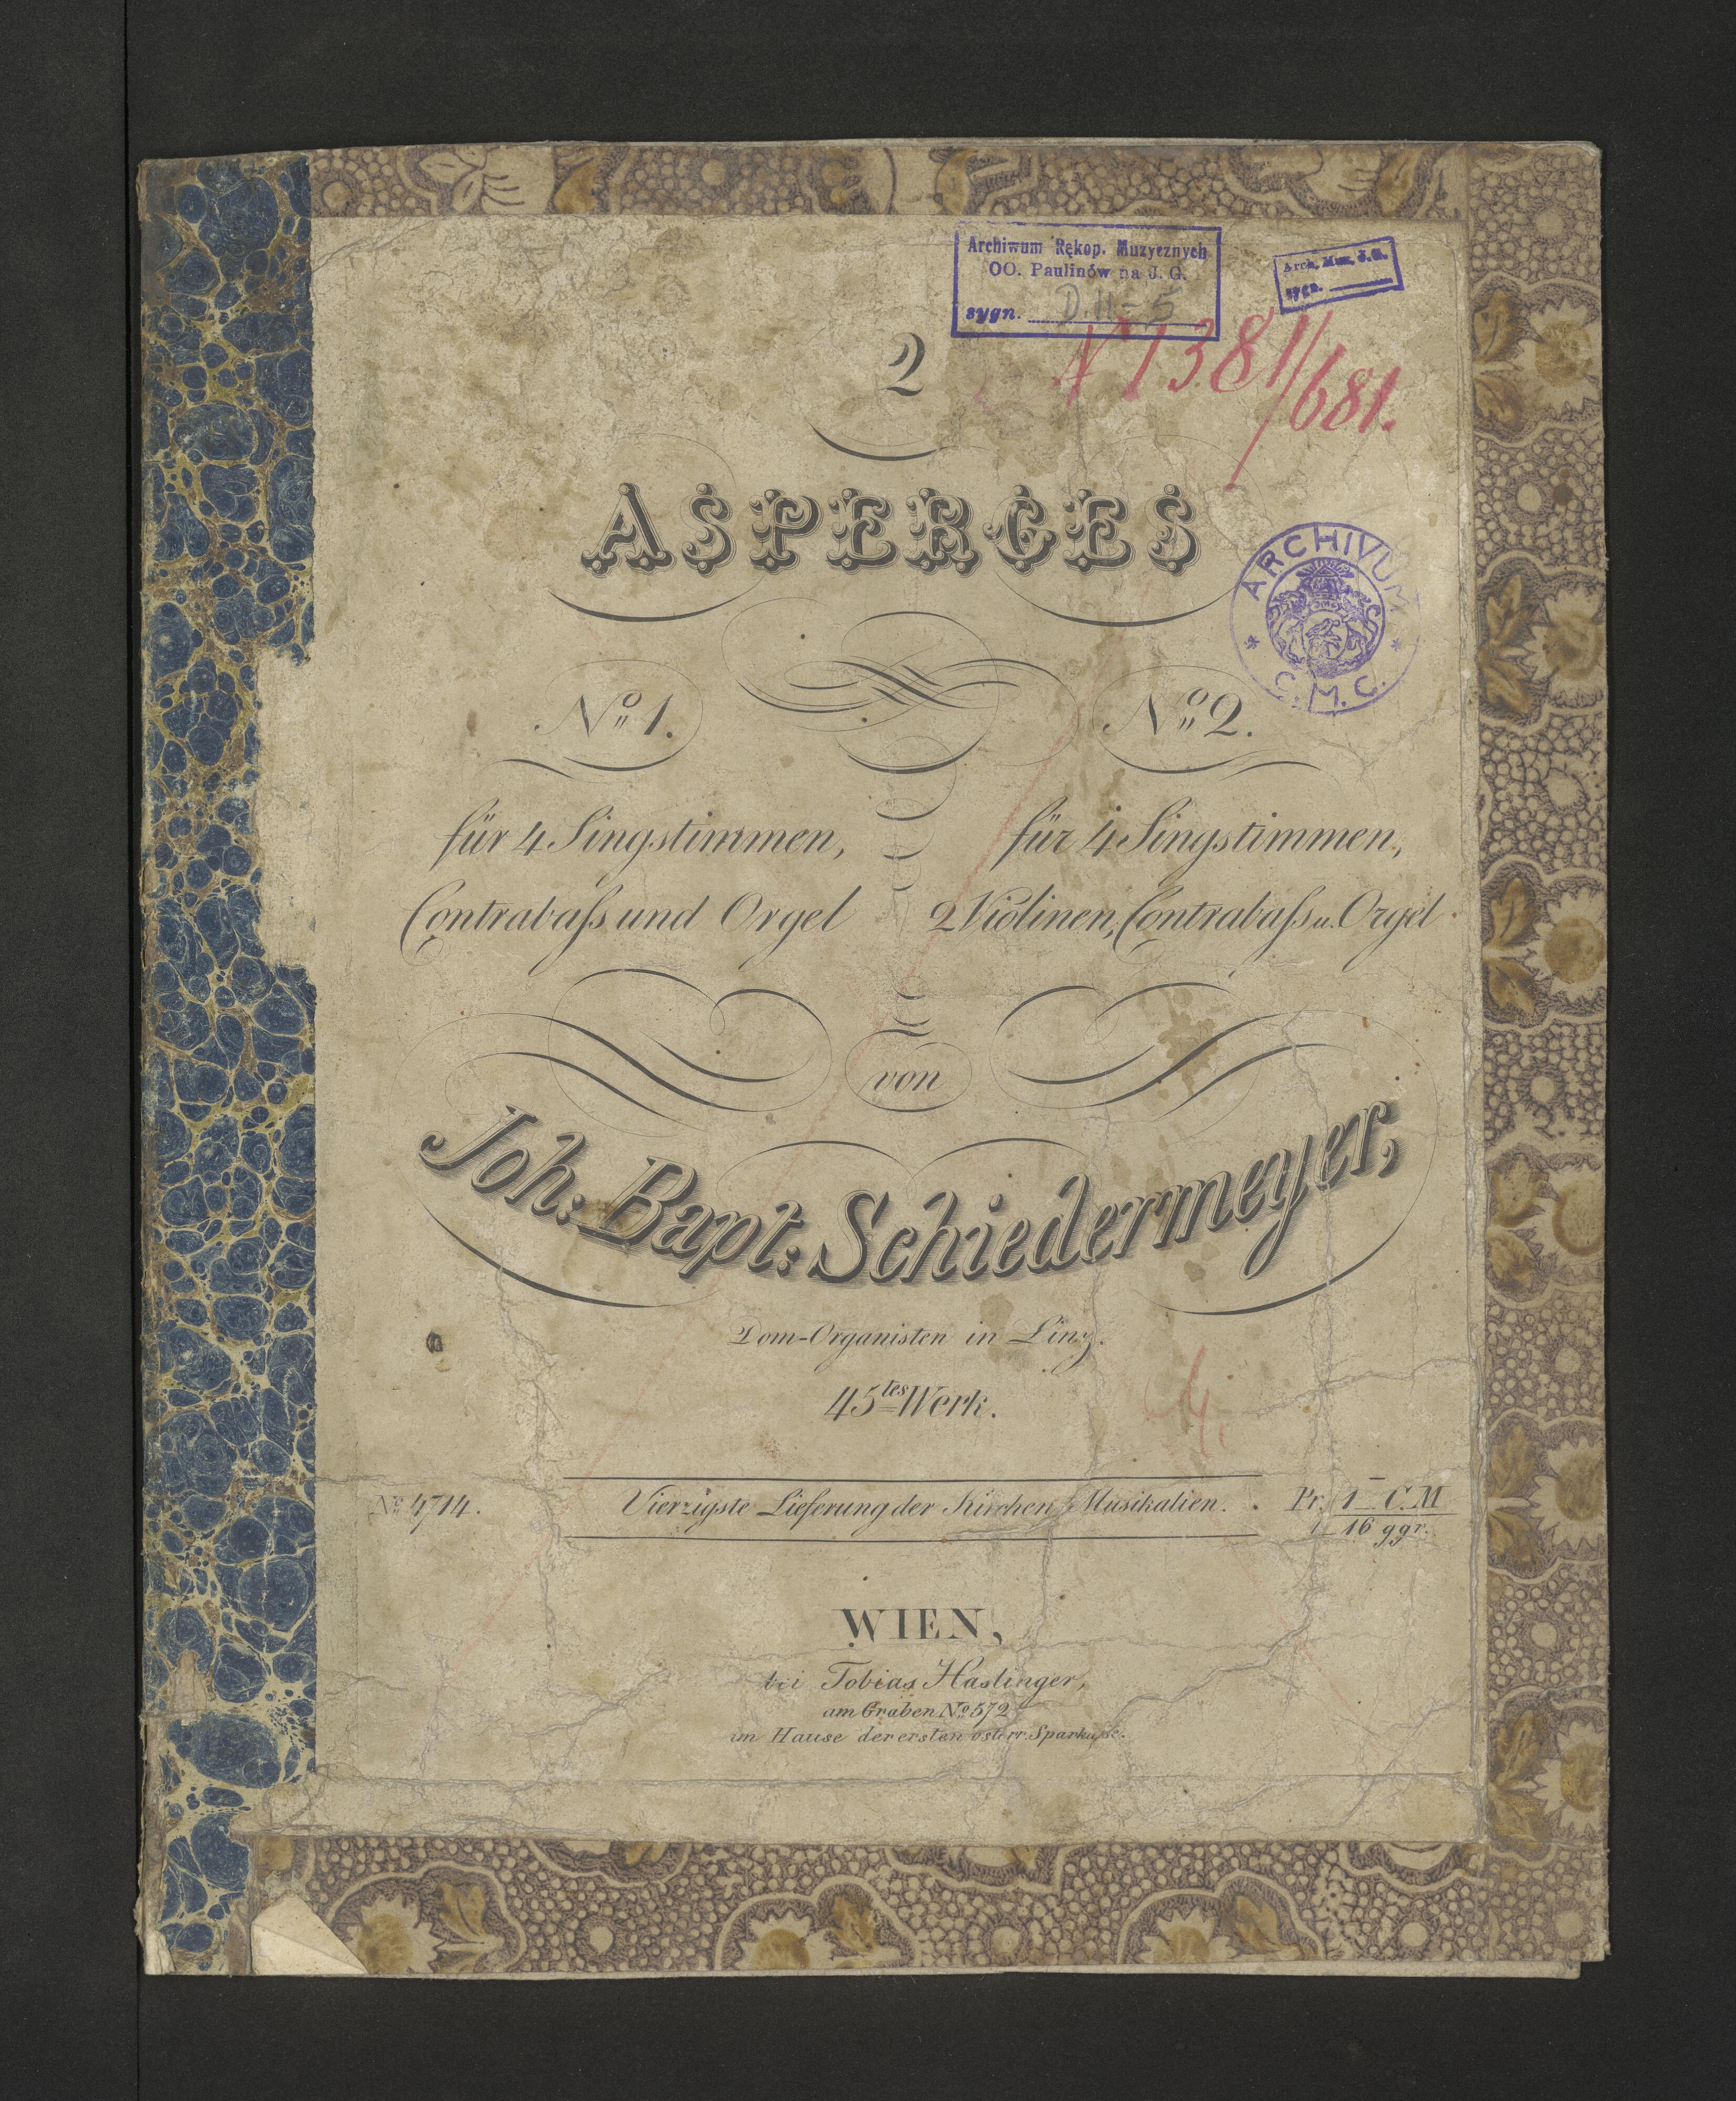 Archiwum Rękop. Muzycznych
OO. Paulinów na J. G.
sygn. D. II = 5
Arch. Muz. J. G.
sygn.
N 1381/681.
2
ASPERGES
ARCHIVUM
* C. M. C. *
No. 1.
No. 2.
für 4 Singstimmen,
Contrabaſs und Orgel
für 4 Singstimmen,
2 Violinen, Contrabaſs u. Orgel
von
Joh: Bapt: Schiedermeyer,
Dom-Organisten in Linz.
45tes Werk.
No. 4714.
Vierzigste Lieferung der Kirchen Musikalien.
Pr. 1 _ C. M
16 ggr.
WIEN,
bei Tobias Haslinger,
am Graben No. 572
im Hause der ersten österr. Sparkaſse.